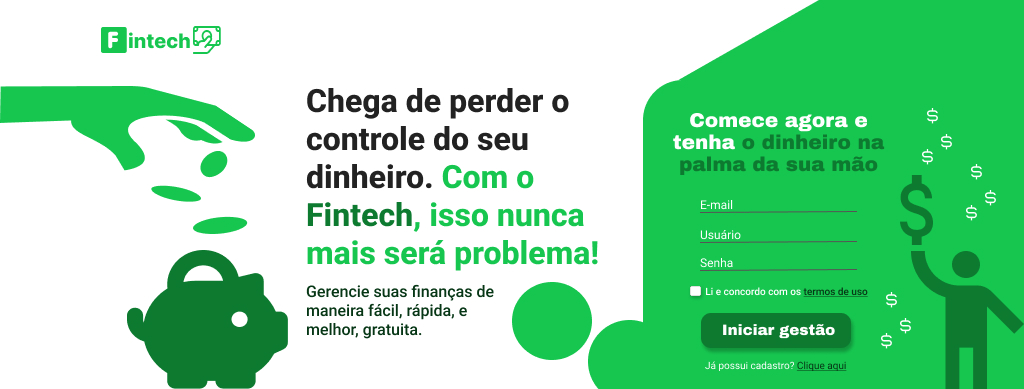 Fintech
Chega de perder o
controle do seu
dinheiro. Com o
Fintech, isso nunca
mais será problema!
Gerencie suas finanças de
maneira fácil, rápida, e
melhor, gratuita.
Comece agora e
tenha o dinheiro na
palma da sua mão
E-mail
Usuário
Senha
Li e concordo com os termos de uso
Iniciar gestão
Já possui cadastro? Clique aqui
$
$
$
$
$
$
$
$
$
$